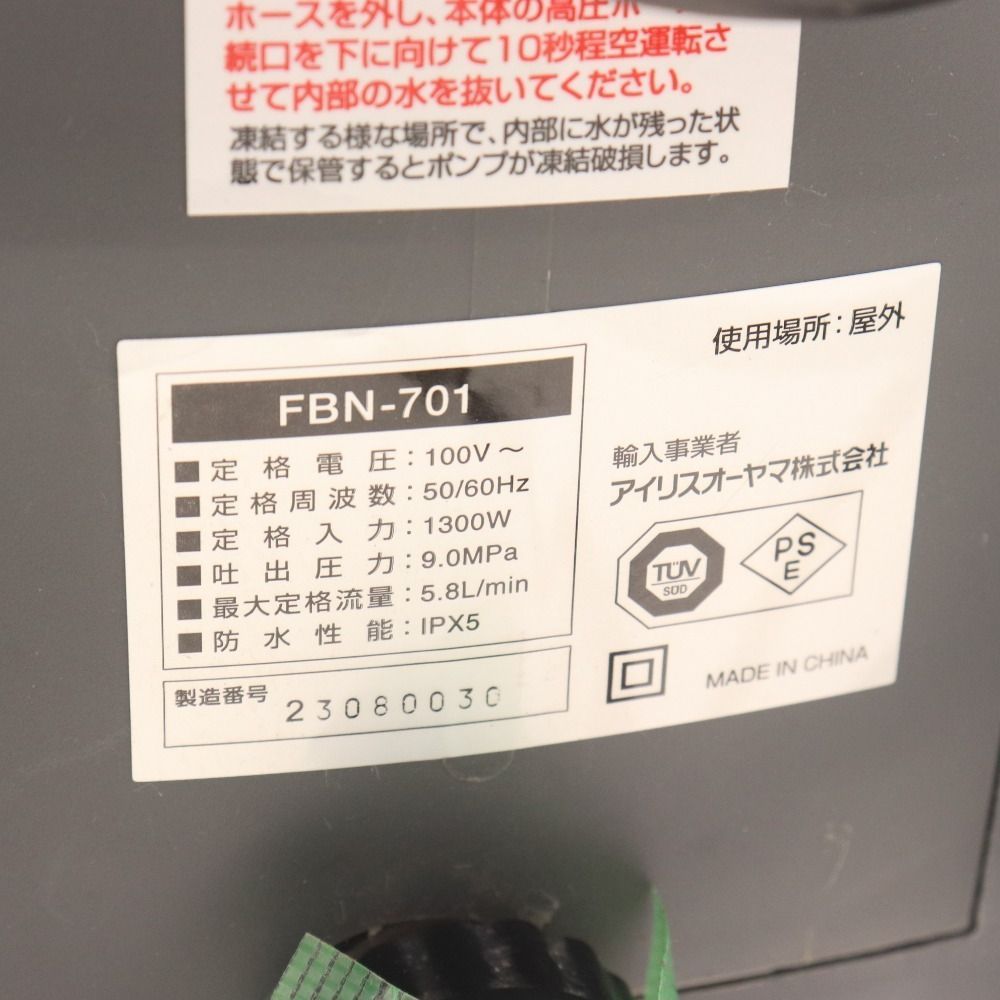 ホースを外し、本体の高圧ホ
続口を下に向けて10秒程空運転さ
せて内部の水を抜いてください。
凍結する様な場所で、内部に水が残った状
態で保管するとポンプが凍結破損します。
使用場所：屋外
FBN-701
■定格電圧：100V～
■定格周波数：50/60Hz
■定格入力：1300W
■吐出圧力：9.0MPa
■最大定格流量：5.8L/min
■防水性能：IPX5
製造番号 23080030
輸入事業者
アイリスオーヤマ株式会社
TÜV
SÜD
PS
E
MADE IN CHINA